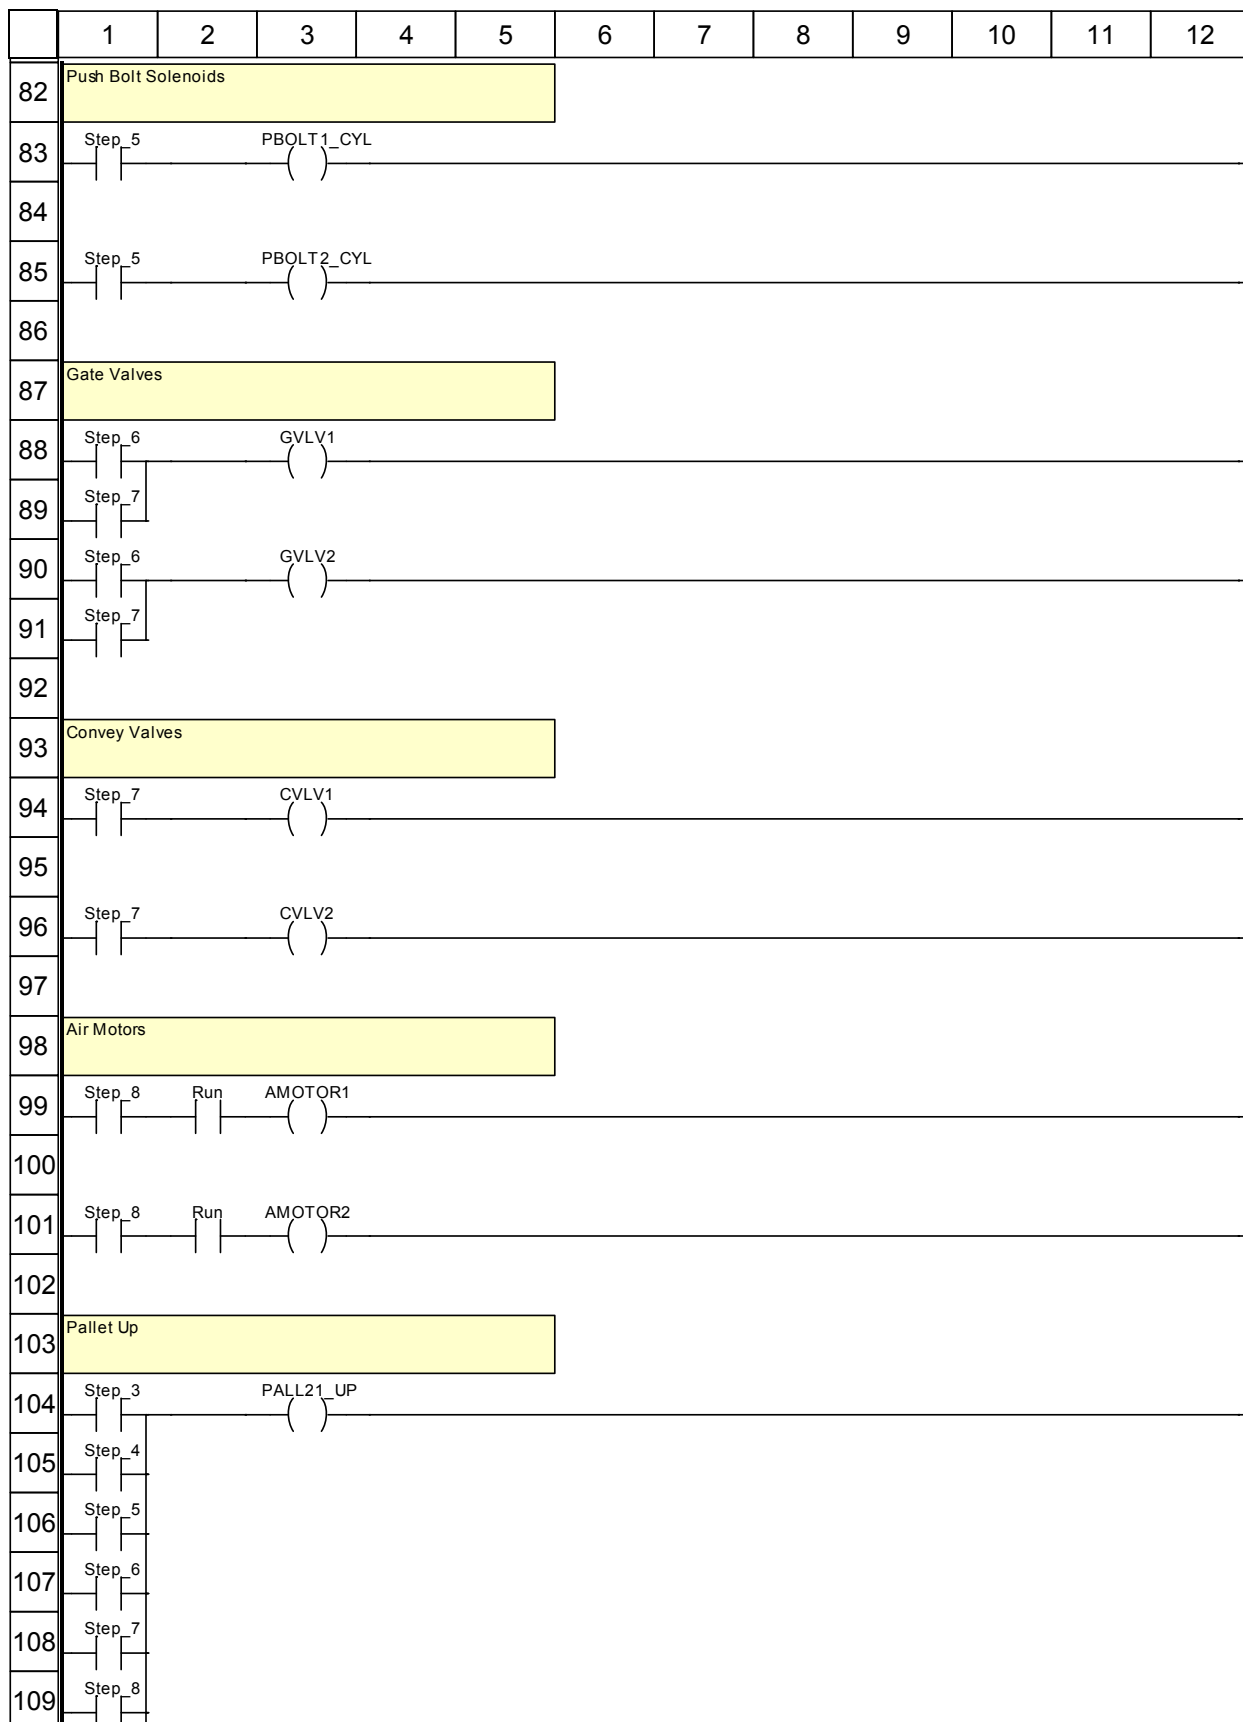 1 2 3 4 5 6 7 8 9 10 11 12
82 Push Bolt Solenoids
Step_5 PBOLT1_CYL
83
84
Step_5 PBOLT2_CYL
85
86
87 Gate Valves
Step_6 GVLV1
88
Step_7
89
Step_6 GVLV2
90
Step_7
91
92
93 Convey Valves
Step_7 CVLV1
94
95
Step_7 CVLV2
96
97
98 Air Motors
Step_8 Run AMOTOR1
99
100
Step_8 Run AMOTOR2
101
102
103 Pallet Up
Step_3 PALL21_UP
104
Step_4
105
Step_5
106
Step_6
107
Step_7
108
Step_8
109